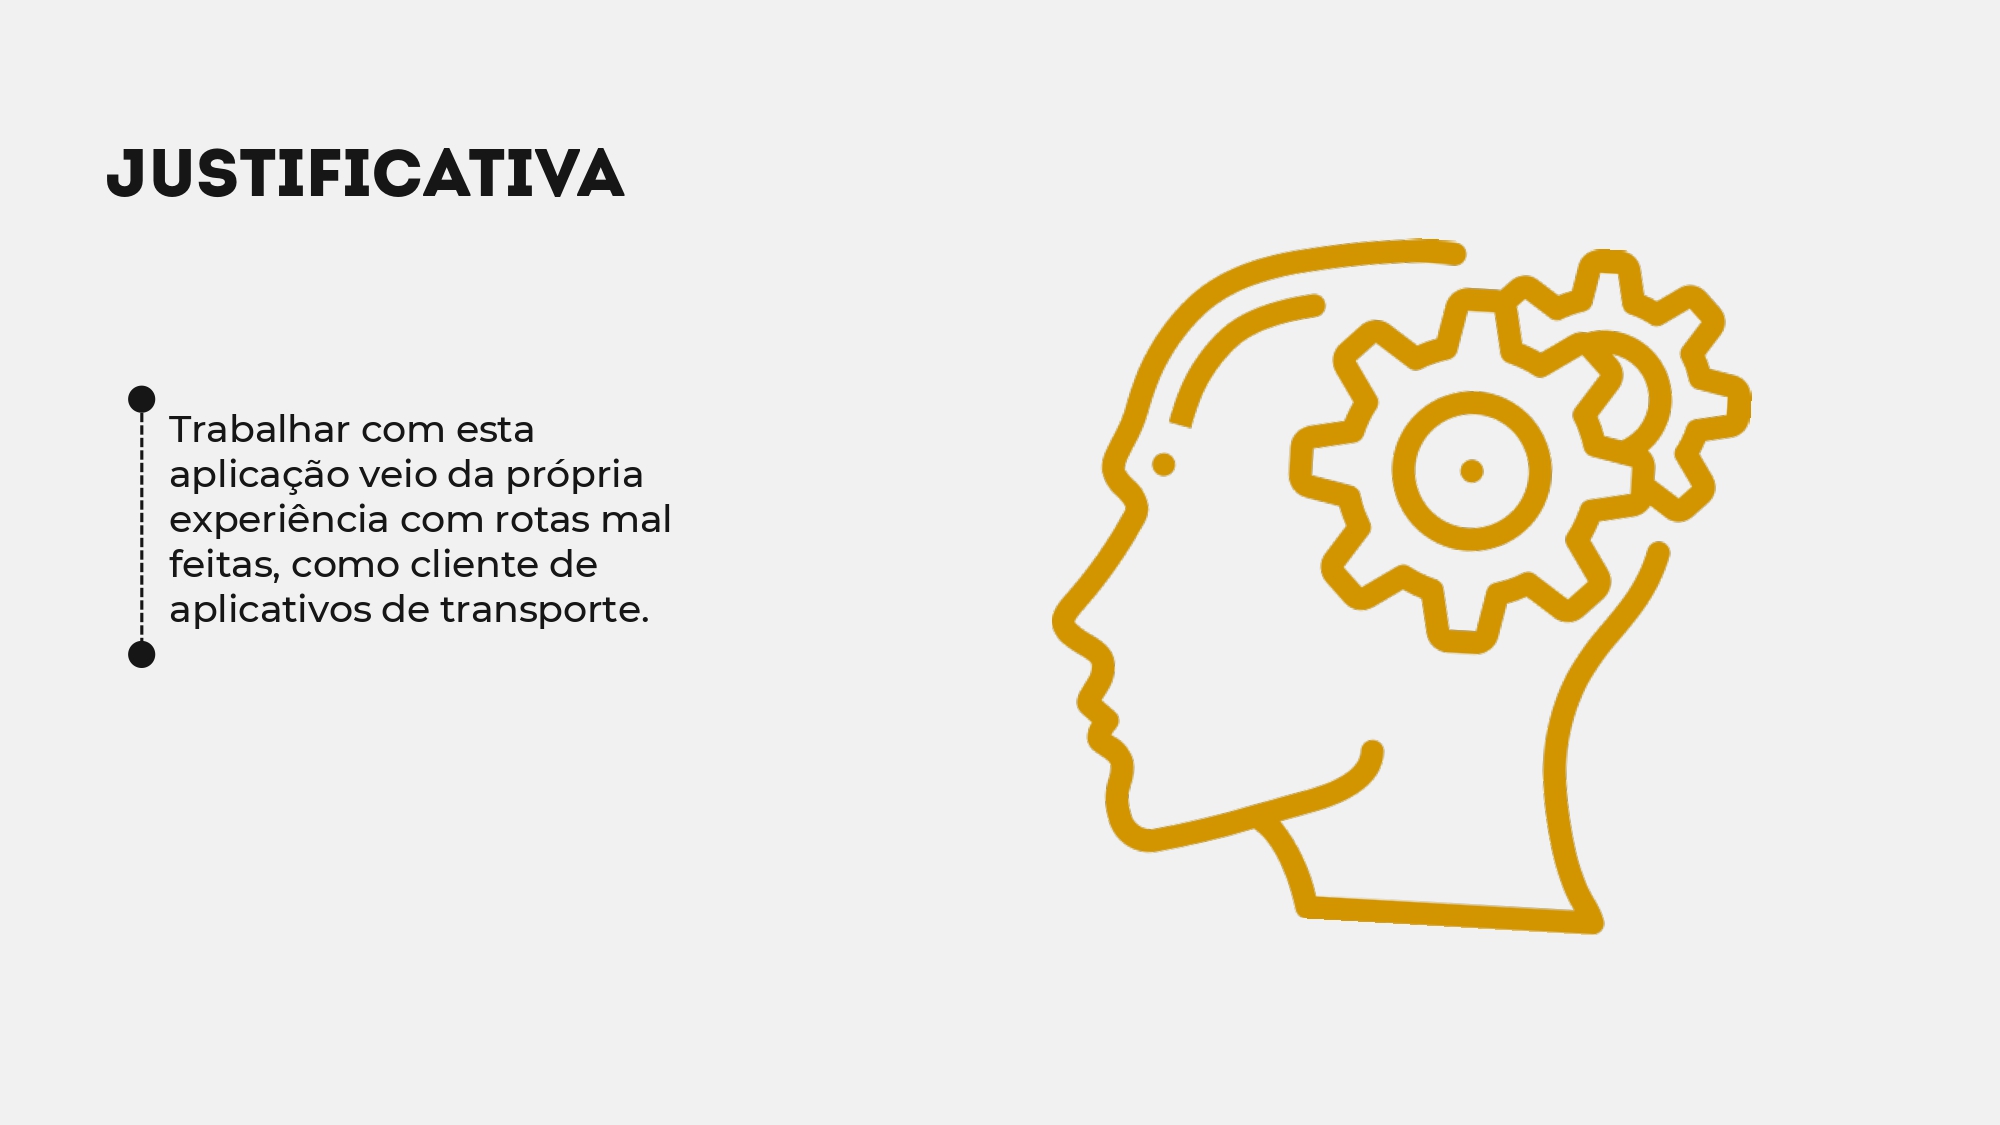 JUSTIFICATIVA
Trabalhar com esta
aplicação veio da própria
experiência com rotas mal
feitas, como cliente de
aplicativos de transporte.